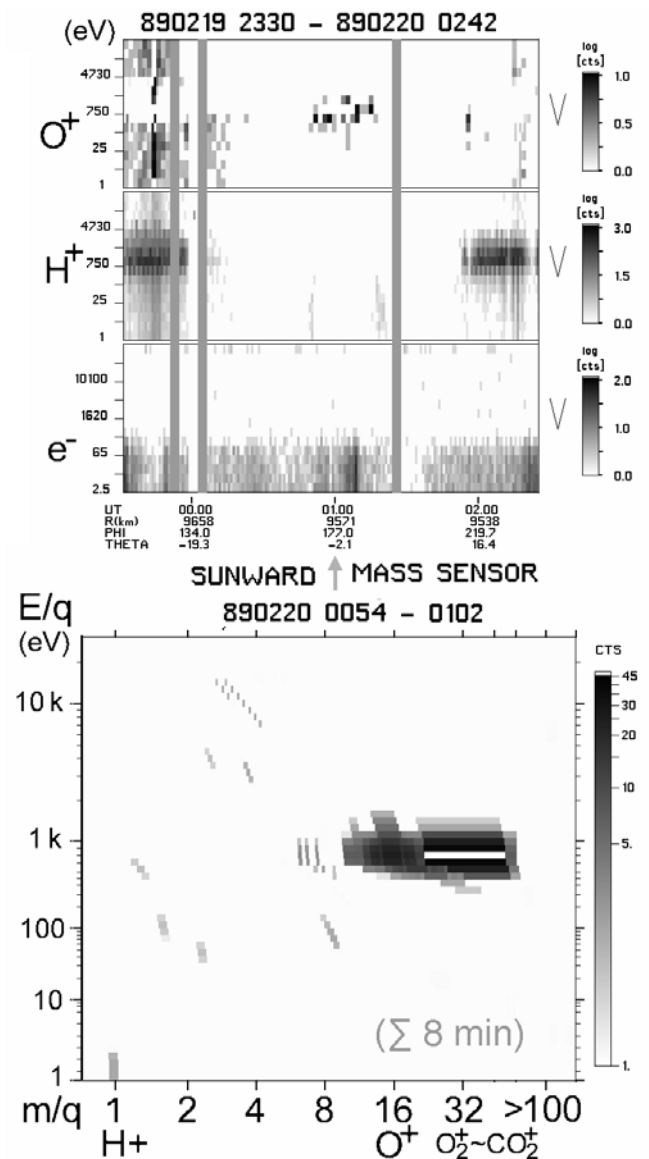 (eV) 890219 2330 – 890220 0242
O+
4730
750
25
1
log
[cts]
1.0
0.5
0.0
H+
4730
750
25
1
log
[cts]
3.0
1.5
0.0
e-
10100
1620
65
2.5
log
[cts]
2.0
1.0
0.0
UT 00.00 01.00 02.00
R(km) 9658 9571 9538
PHI 134.0 177.0 219.7
THETA -19.3 -2.1 16.4
SUNWARD MASS SENSOR
E/q 890220 0054 - 0102
(eV)
10 k
1 k
100
10
1
CTS
45
30
20
10
5.
1.
(∑ 8 min)
m/q 1 2 4 8 16 32 >100
H+ O+ O2+~CO2+